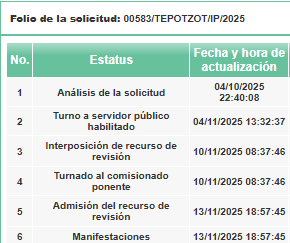 Folio de la solicitud: 00583/TEPOTZOT/IP/2025
No. Estatus Fecha y hora de
actualización
1 Análisis de la solicitud 04/10/2025
22:40:08
2 Turno a servidor público
habilitado 04/11/2025 13:32:37
3 Interposición de recurso de
revisión 10/11/2025 08:37:46
4 Turnado al comisionado
ponente 10/11/2025 08:37:46
5 Admisión del recurso de
revisión 13/11/2025 18:57:45
6 Manifestaciones 13/11/2025 18:57:45